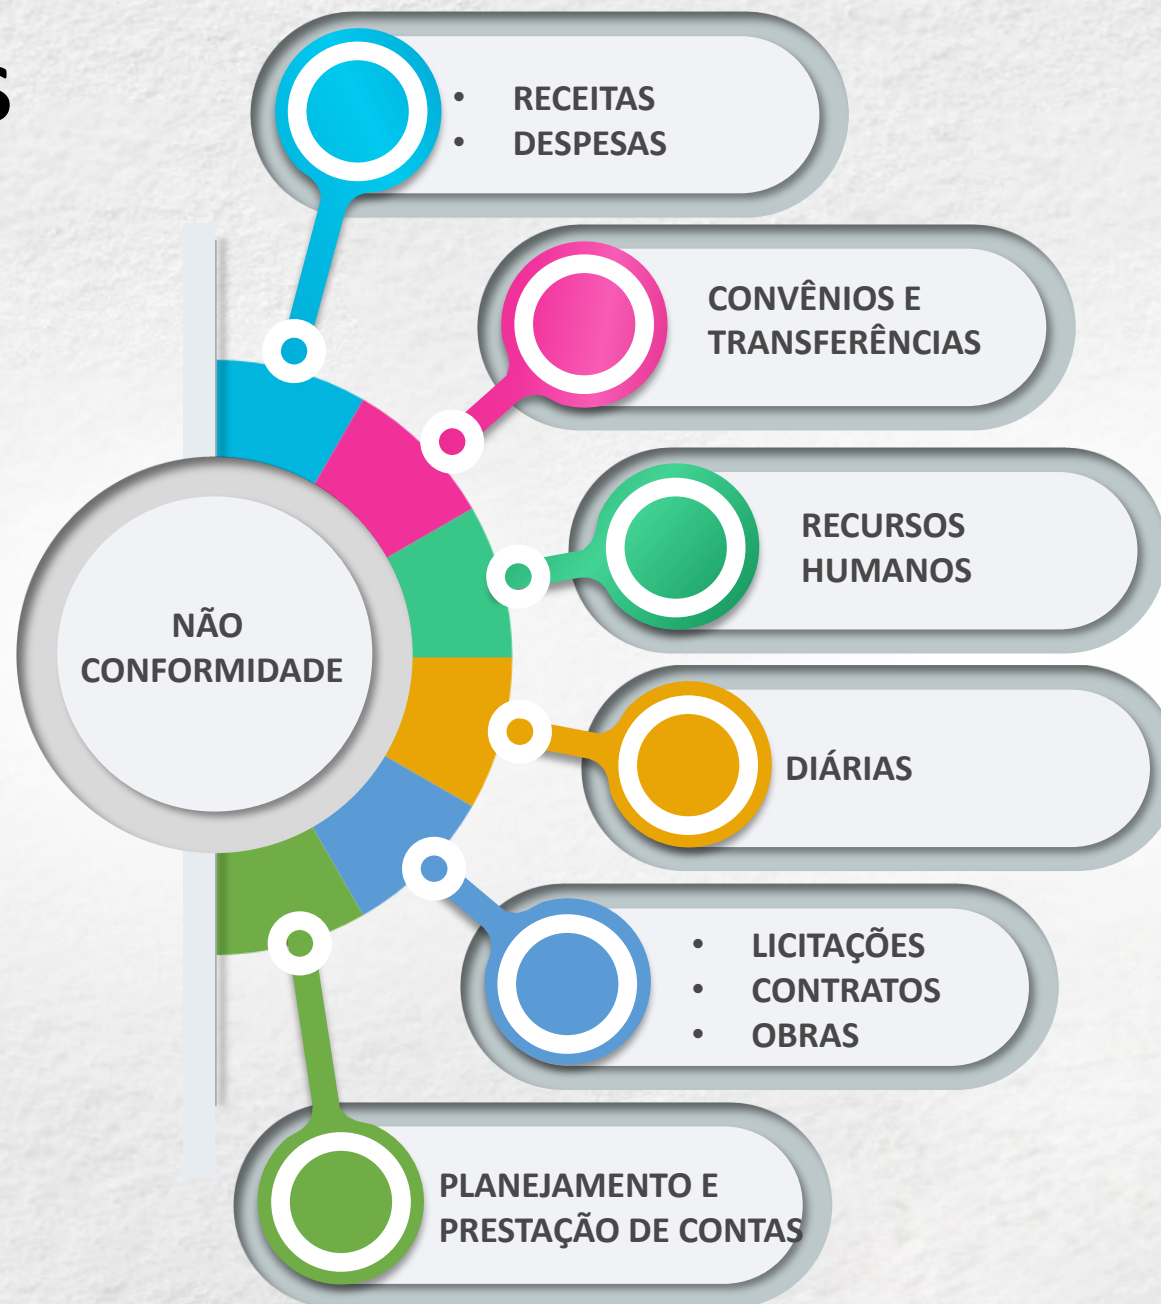 S
• RECEITAS
• DESPESAS
CONVÊNIOS E
TRANSFERÊNCIAS
RECURSOS
HUMANOS
NÃO
CONFORMIDADE
DIÁRIAS
• LICITAÇÕES
• CONTRATOS
• OBRAS
PLANEJAMENTO E
PRESTAÇÃO DE CONTAS